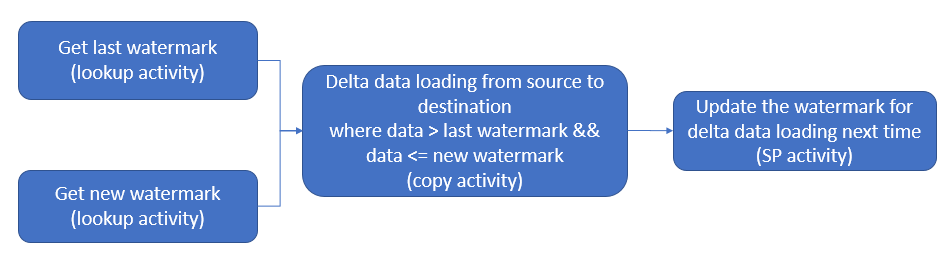 Get last watermark
(lookup activity)
Get new watermark
(lookup activity)
Delta data loading from source to
destination
where data > last watermark &&
data <= new watermark
(copy activity)
Update the watermark for
delta data loading next time
(SP activity)